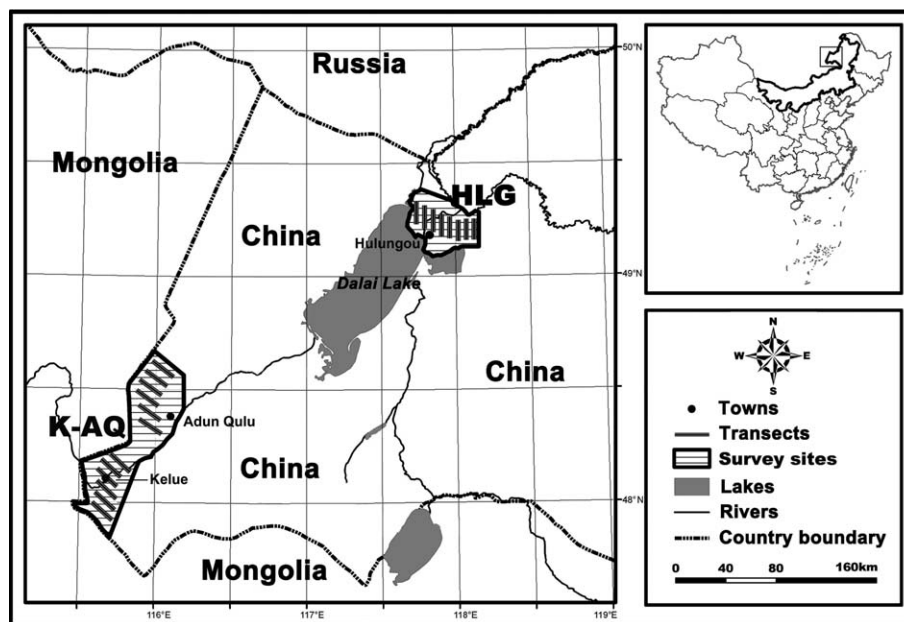 Russia
50°N
Mongolia
HLG
China
Hulungou
49°N
Dalai Lake
China
K-AQ
Adun Qulu
China
Kelue
48°N
Mongolia
116°E
117°E
118°E
119°E
N
W
E
S
Towns
Transects
Survey sites
Lakes
Rivers
Country boundary
0 40 80 160km